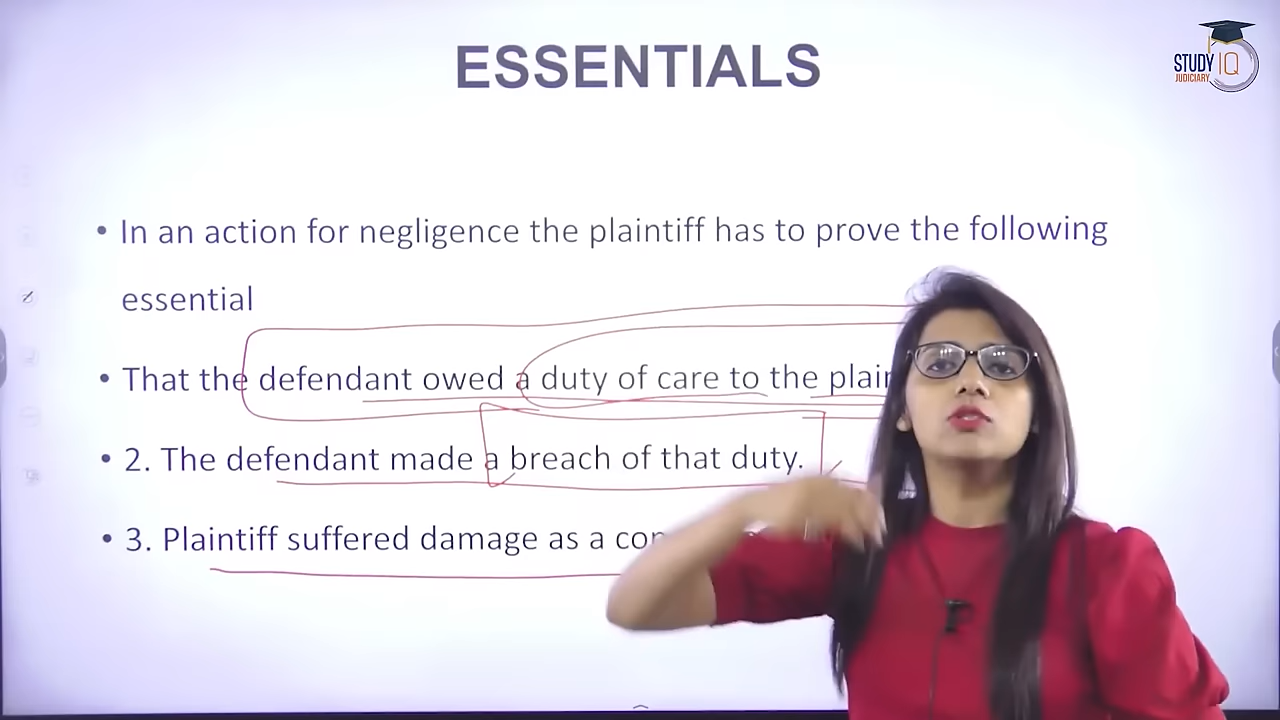 ESSENTIALS
STUDY IQ
JUDICIARY
• In an action for negligence the plaintiff has to prove the following
essential
• That the defendant owed a duty of care to the
• 2. The defendant made a breach of that duty.
• 3. Plaintiff suffered damage as a